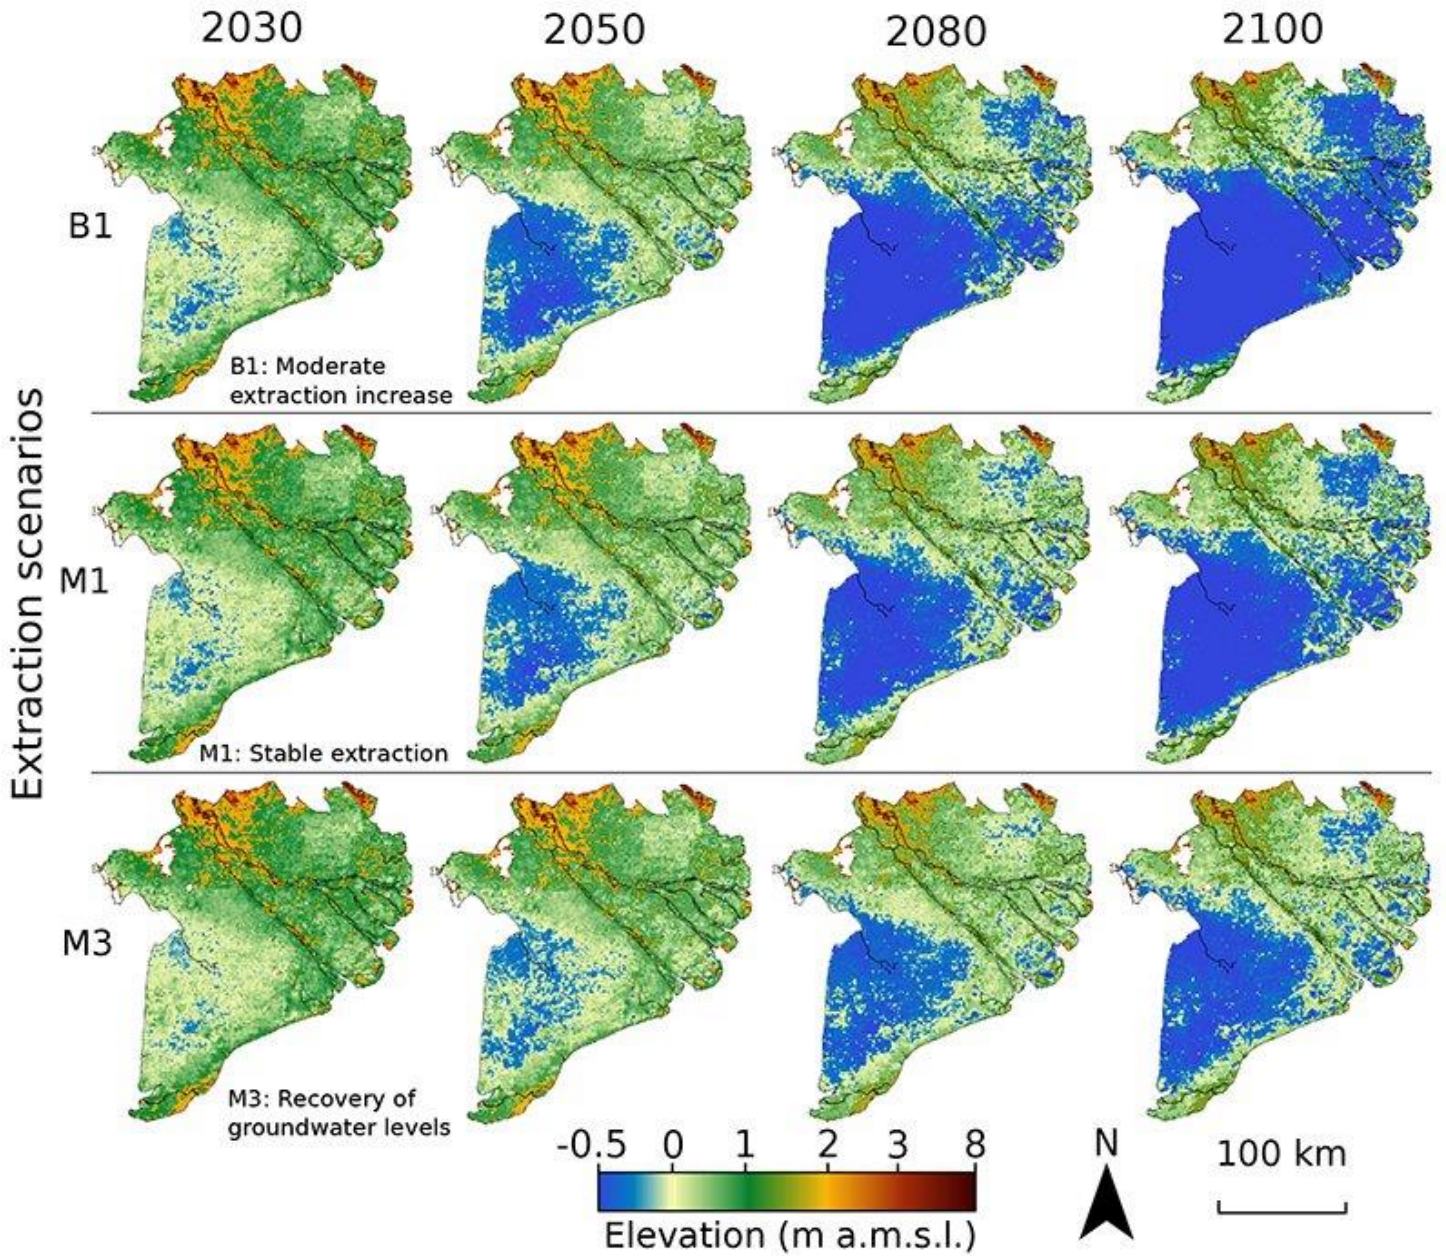 2030 2050 2080 2100
Extraction scenarios
B1
B1: Moderate
extraction increase
M1
M1: Stable extraction
M3
M3: Recovery of
groundwater levels
-0.5 0 1 2 3 8
Elevation (m a.m.s.l.)
N
100 km